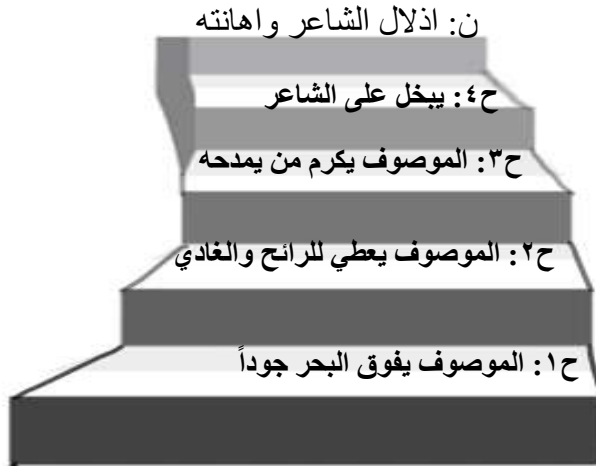 ن: اذلال الشاعر واهانته
ح٤: يبخل على الشاعر
ح٣: الموصوف يكرم من يمدحه
ح٢: الموصوف يعطي للرائح والغادي
ح١: الموصوف يفوق البحر جوداً